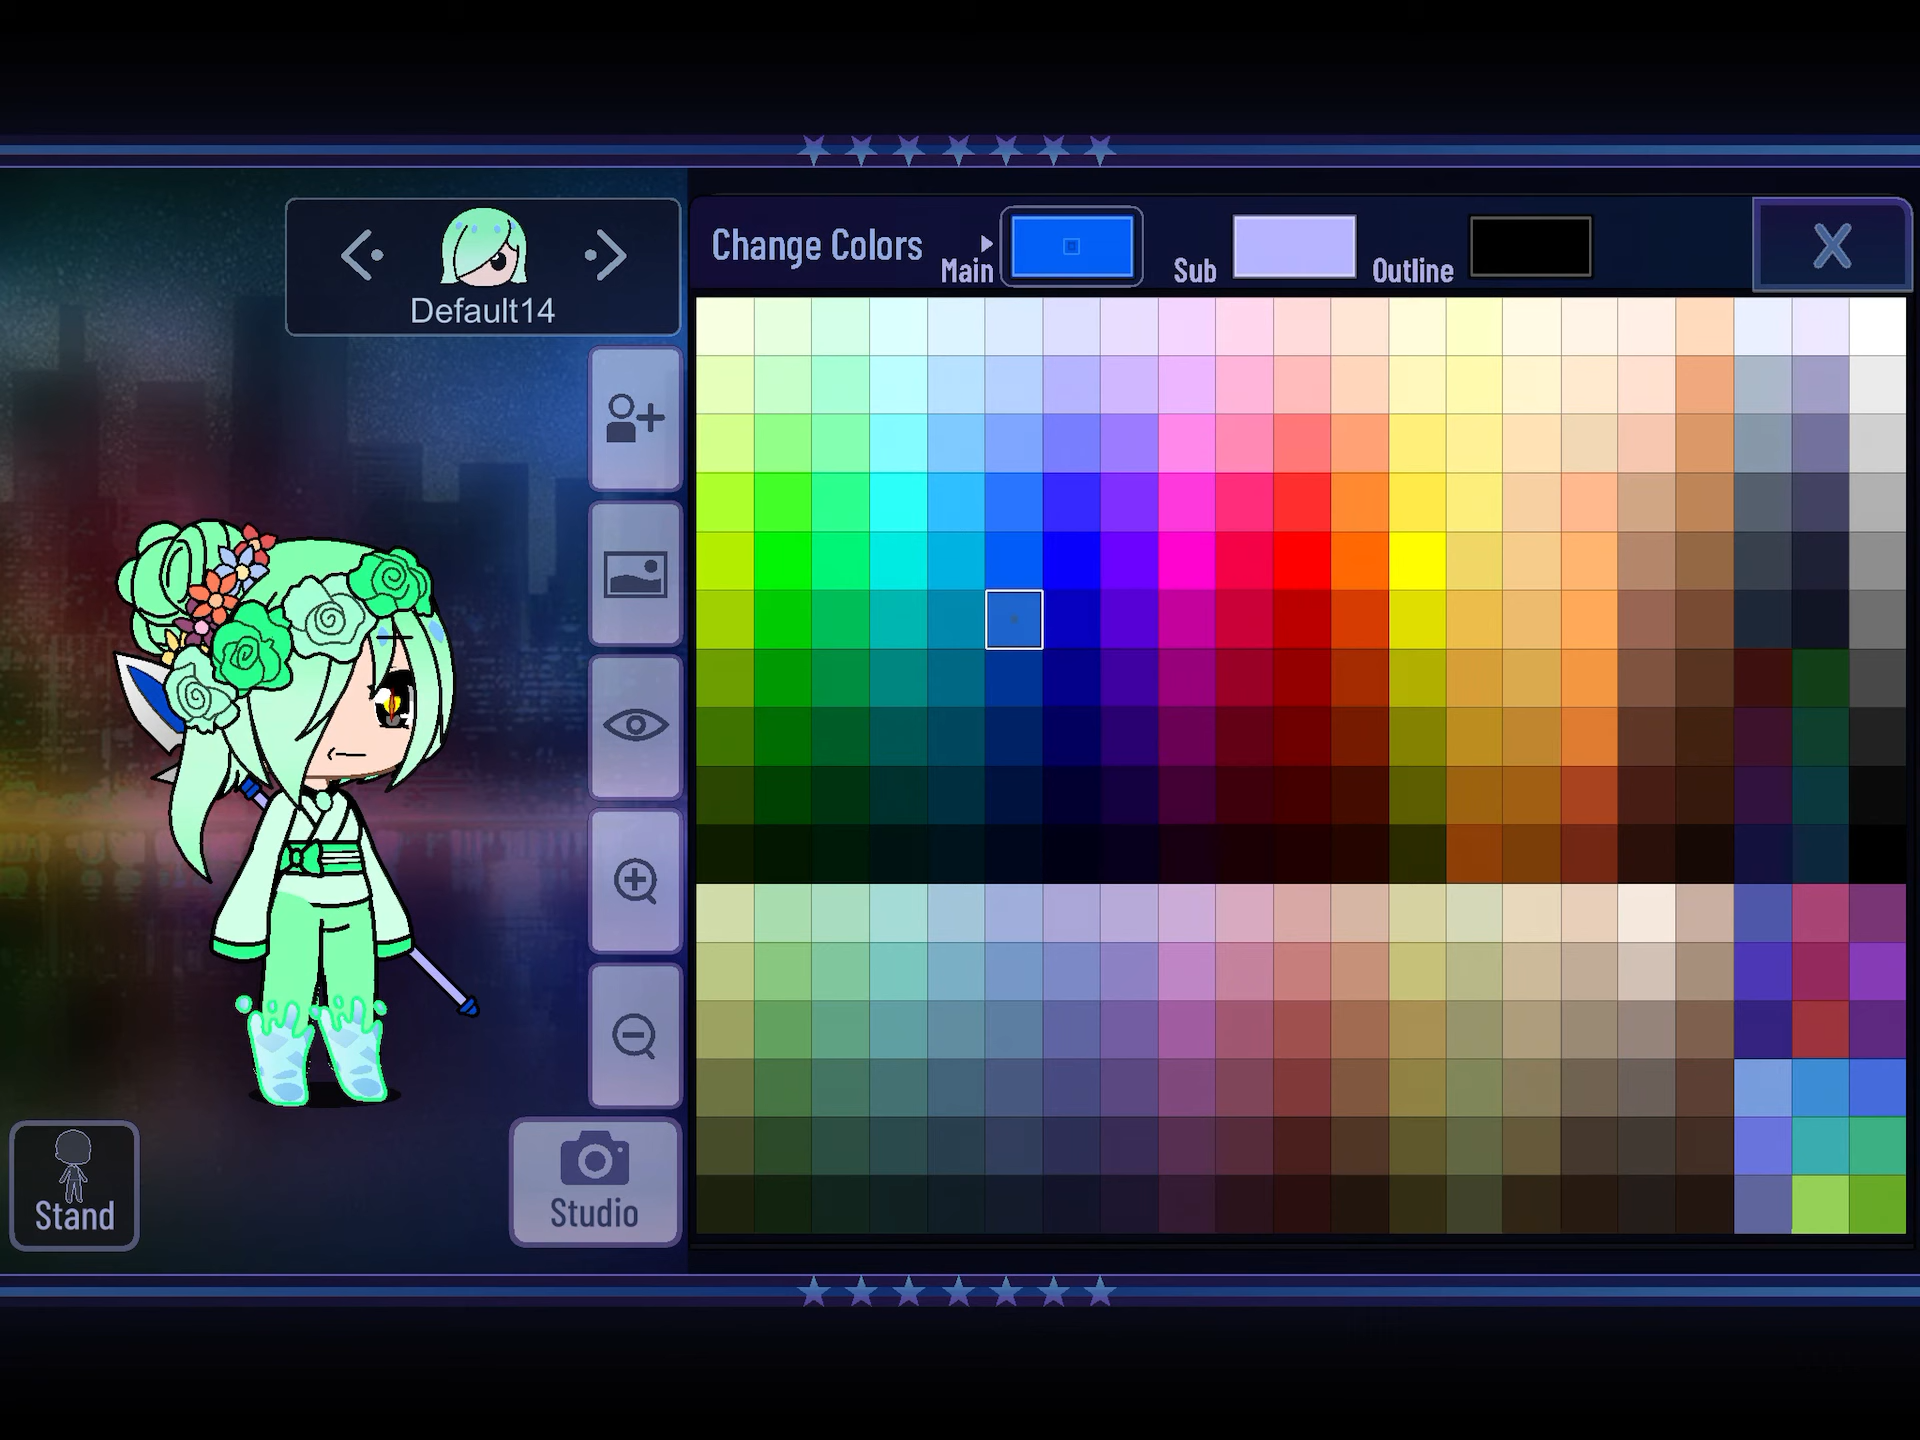 Default14
Change Colors
Main
Sub
Outline
X
Stand
Studio